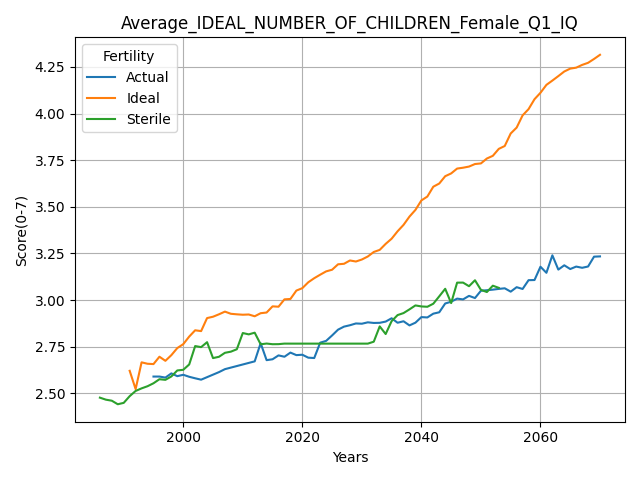 Average_IDEAL_NUMBER_OF_CHILDREN_Female_Q1_IQ
Fertility
Actual
Ideal
Sterile
Score(0-7)
4.25
4.00
3.75
3.50
3.25
3.00
2.75
2.50
2000
2020
2040
2060
Years